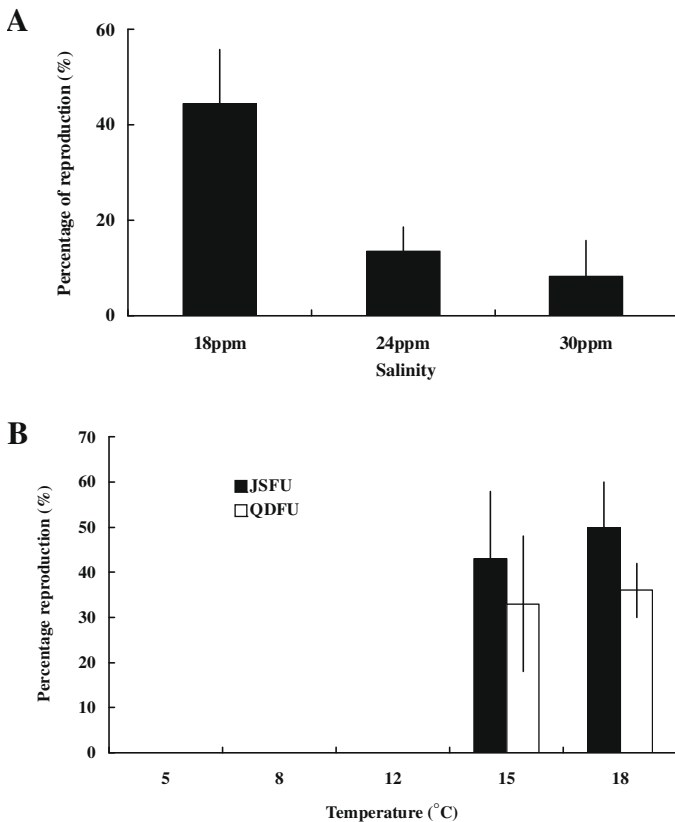 A
Percentage of reproduction (%)
60
40
20
0
18ppm 24ppm 30ppm
Salinity
B
Percentage reproduction (%)
70
60
50
40
30
20
10
0
JSFU
QDFU
5 8 12 15 18
Temperature (°C)